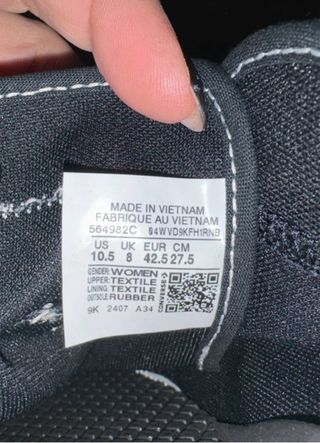 MADE IN VIETNAM
FABRIQUE AU VIETNAM
564982C 04WVD9KFH1RNB
US UK EUR CM
10.5 8 42.5 27.5
GENDER: WOMEN
UPPER: TEXTILE
LINING: TEXTILE
OUTSOLE: RUBBER
CONVERSE
9K 2407 A34